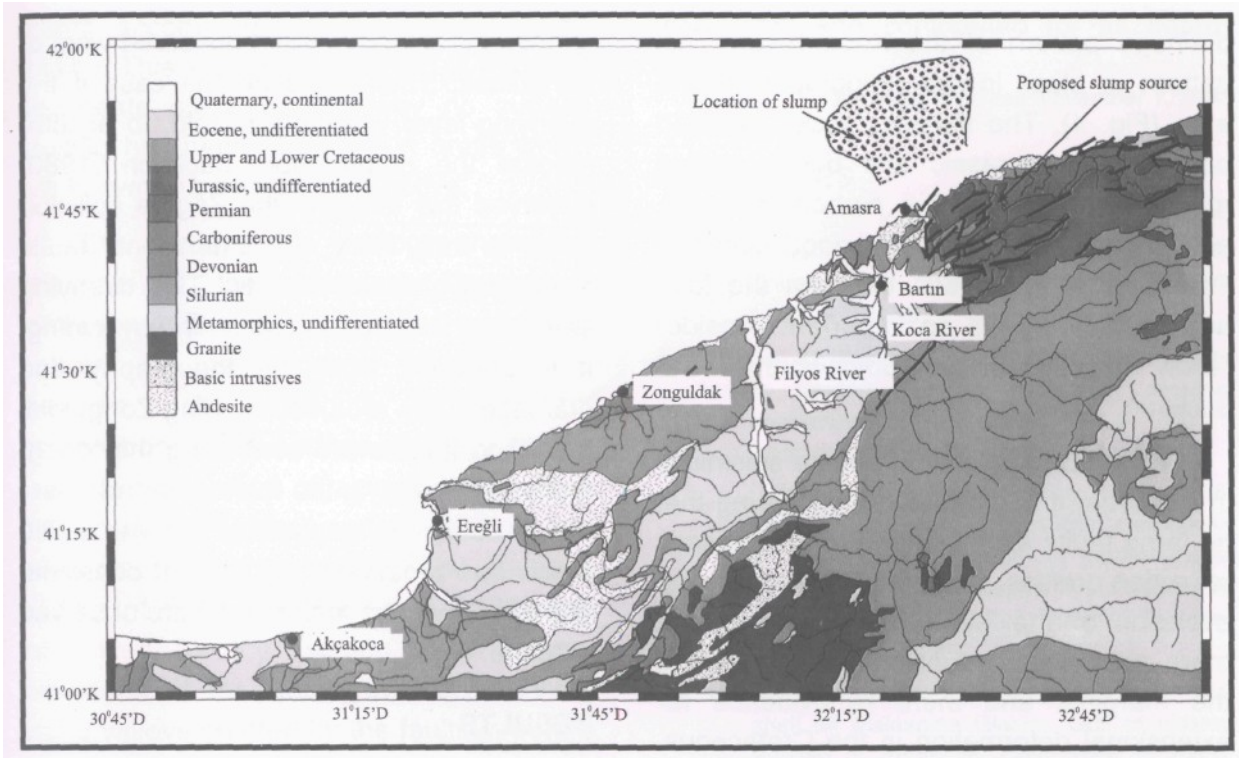 42°00'K
41°45'K
41°30'K
41°15'K
41°00'K
Quaternary, continental
Eocene, undifferentiated
Upper and Lower Cretaceous
Jurassic, undifferentiated
Permian
Carboniferous
Devonian
Silurian
Metamorphics, undifferentiated
Granite
Basic intrusives
Andesite
Location of slump
Proposed slump source
Amasra
Bartın
Koca River
Filyos River
Zonguldak
Ereğli
Akçakoca
30°45'D
31°15'D
31°45'D
32°15'D
32°45'D